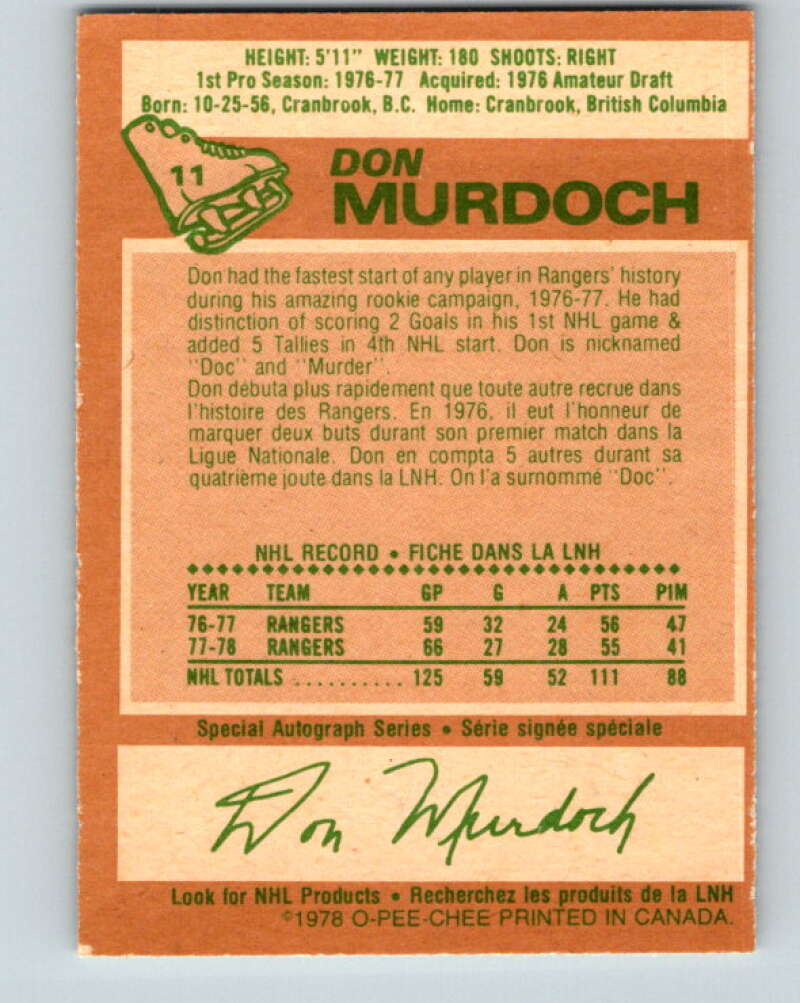 HEIGHT: 5'11" WEIGHT: 180 SHOOTS: RIGHT
1st Pro Season: 1976-77 Acquired: 1976 Amateur Draft
Born: 10-25-56, Cranbrook, B.C. Home: Cranbrook, British Columbia
11
DON
MURDOCH
Don had the fastest start of any player in Rangers' history
during his amazing rookie campaign, 1976-77. He had
distinction of scoring 2 Goals in his 1st NHL game &
added 5 Tallies in 4th NHL start. Don is nicknamed
"Doc" and "Murder".
Don débuta plus rapidement que toute autre recrue dans
l'histoire des Rangers. En 1976, il eut l'honneur de
marquer deux buts durant son premier match dans la
Ligue Nationale. Don en compta 5 autres durant sa
quatrième joute dans la LNH. On l'a surnommé "Doc".
NHL RECORD • FICHE DANS LA LNH
YEAR TEAM GP G A PTS PIM
76-77 RANGERS 59 32 24 56 47
77-78 RANGERS 66 27 28 55 41
NHL TOTALS .......... 125 59 52 111 88
Special Autograph Series • Série signée spéciale
Don Murdoch
Look for NHL Products • Recherchez les produits de la LNH
©1978 O-PEE-CHEE PRINTED IN CANADA.